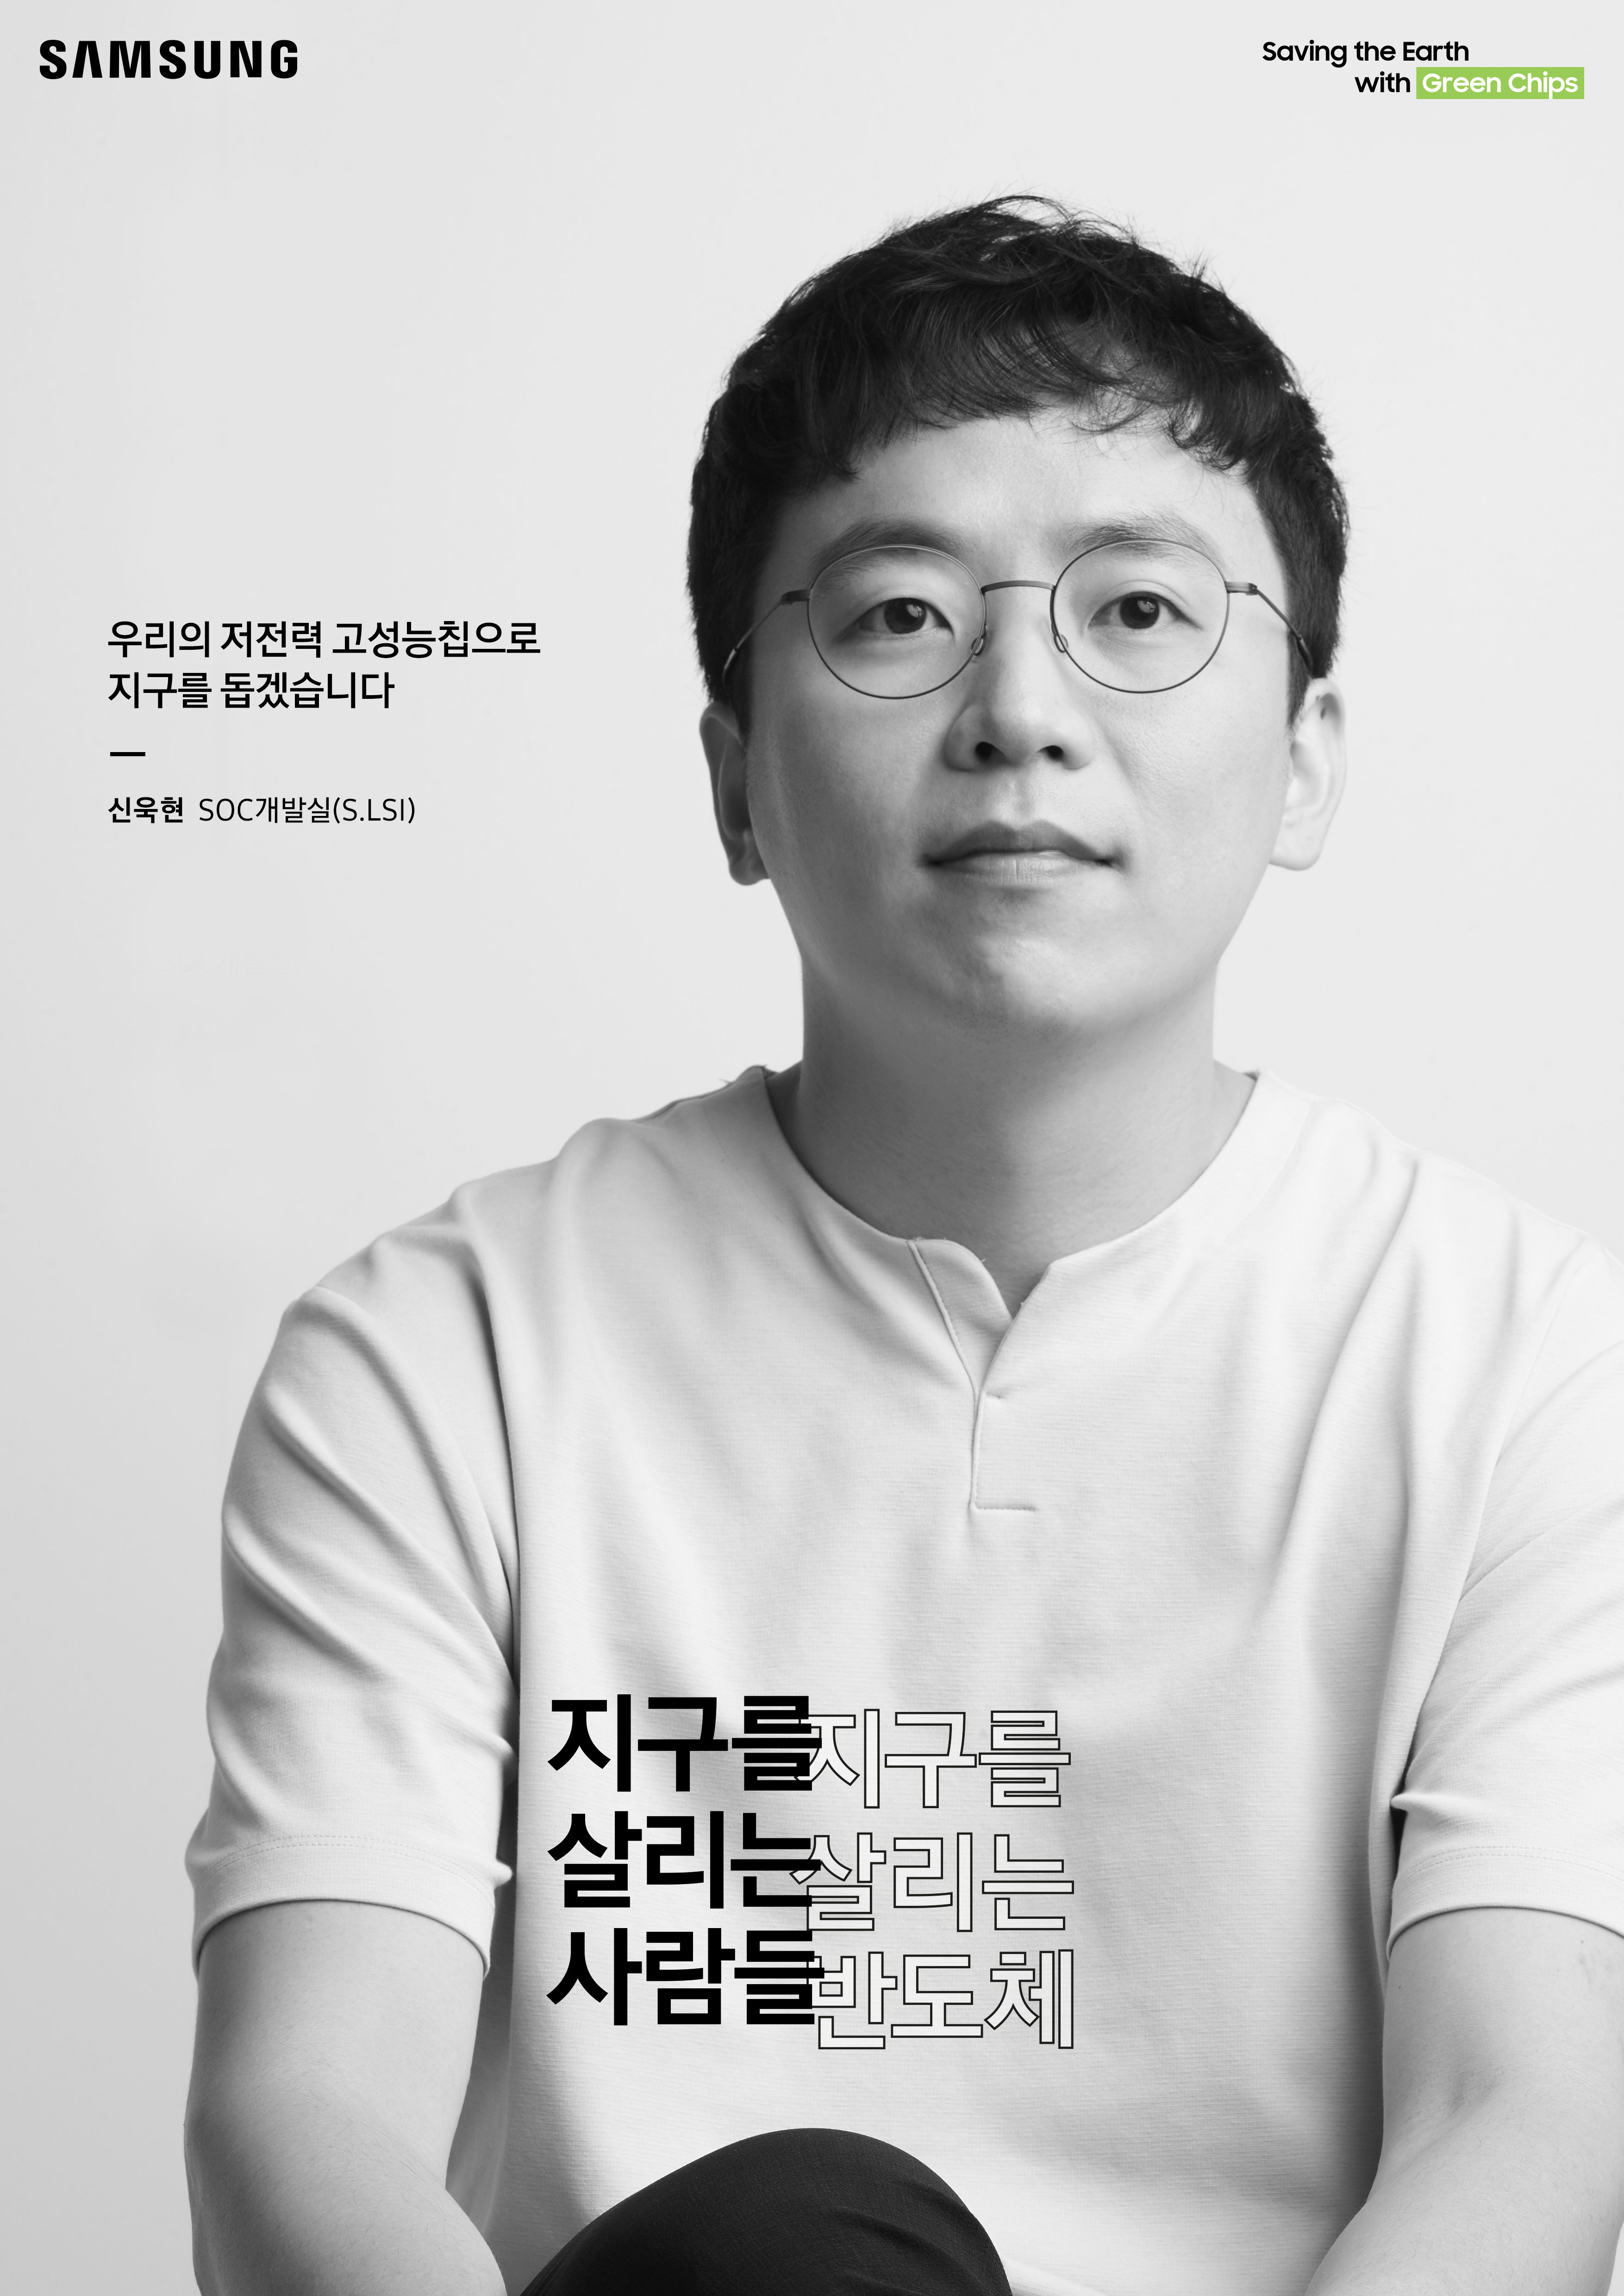 SAMSUNG
Saving the Earth
with Green Chips
우리의 저전력 고성능칩으로
지구를 돕겠습니다
신욱현 SOC개발실(S.LSI)
지구를
살리는
사람들
지구를
살리는
반도체